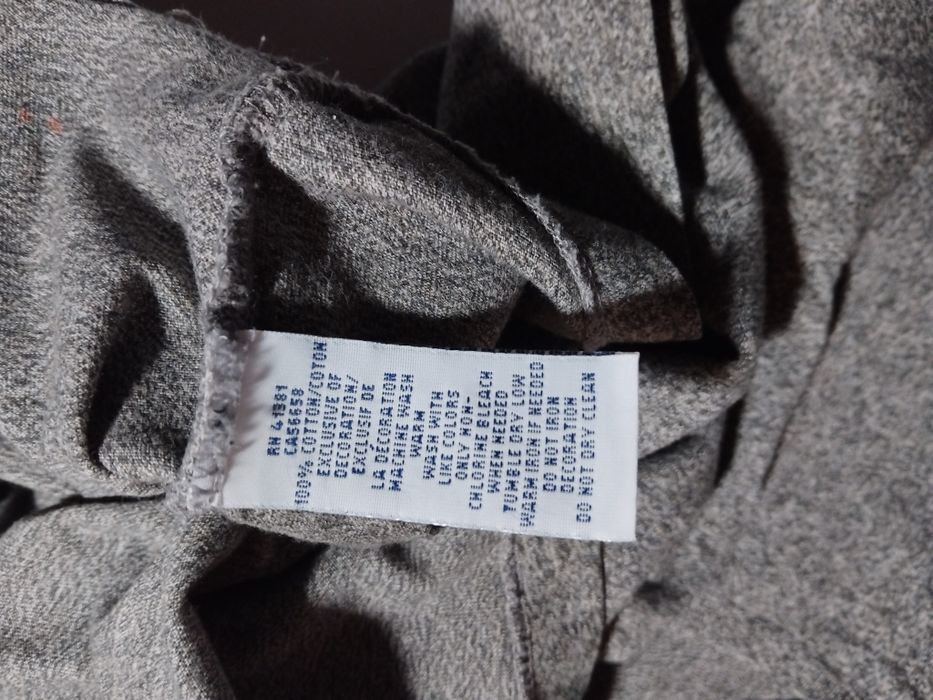 RN 41381
CA56658
100% COTTON/COTON
EXCLUSIVE OF
DECORATION/
EXCLUSIF DE
LA DÉCORATION
MACHINE WASH
WARM
WASH WITH
LIKE COLORS
ONLY NON-
CHLORINE BLEACH
WHEN NEEDED
TUMBLE DRY LOW
WARM IRON IF NEEDED
DO NOT IRON
DECORATION
DO NOT DRY CLEAN